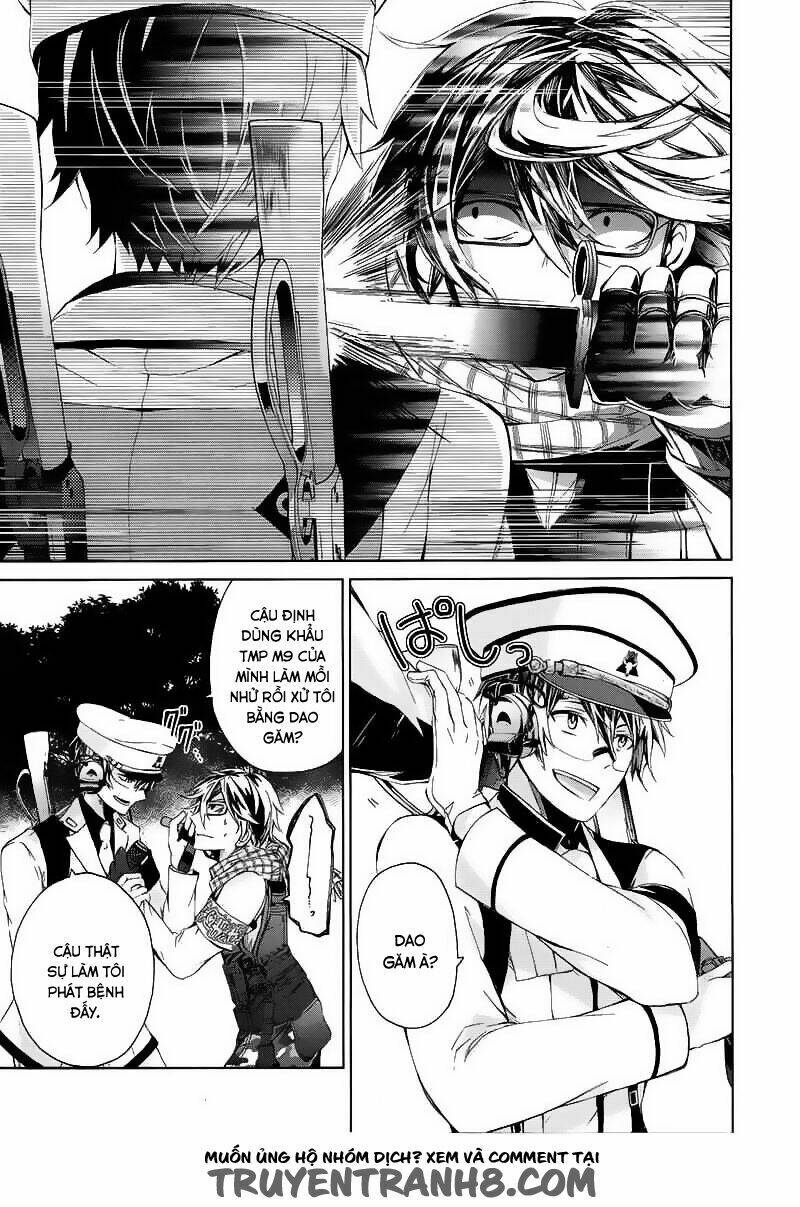 ぱしっ
DAO
GĂM À?
CẬU ĐỊNH
DÙNG KHẨU
TMP M9 CỦA
MÌNH LÀM MỒI
NHỬ RỒI XỬ TÔI
BẰNG DAO
GĂM?
ググ
CẬU THẬT
SỰ LÀM TÔI
PHÁT BỆNH
ĐẤY.
MUỐN ỦNG HỘ NHÓM DỊCH? XEM VÀ COMMENT TẠI
TRUYENTRANH8.COM